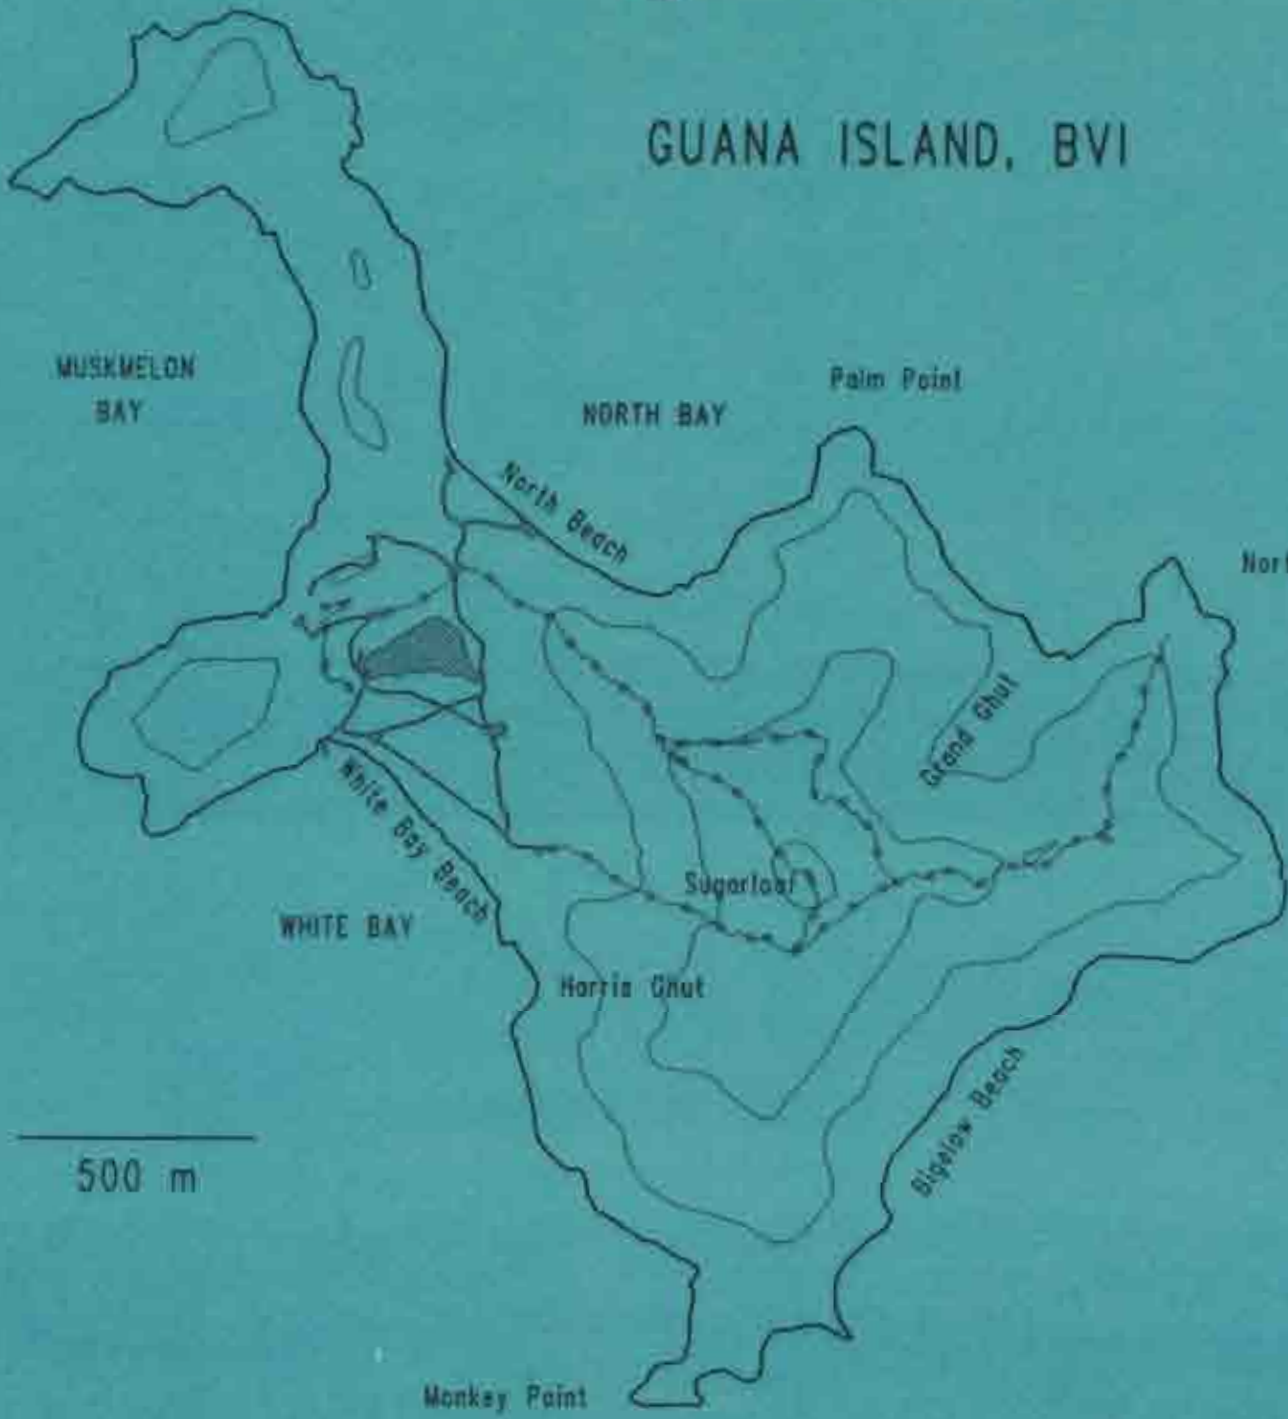 GUANA ISLAND, BVI
MUSKMELON
BAY
Palm Point
NORTH BAY
North Beach
Nort
Grand Ghut
White Bay Beach
Sugarloaf
WHITE BAY
Harris Ghut
Bigelow Beach
500 m
Monkey Point